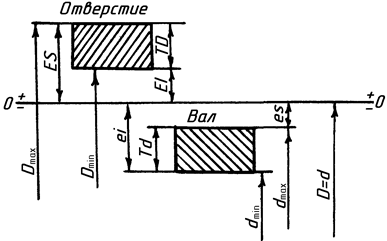 Отверстие
ES
TD
EI
0
+
−
Вал
es
+
−
0
ei
Td
Dmax
Dmin
dmin
dmax
D=d